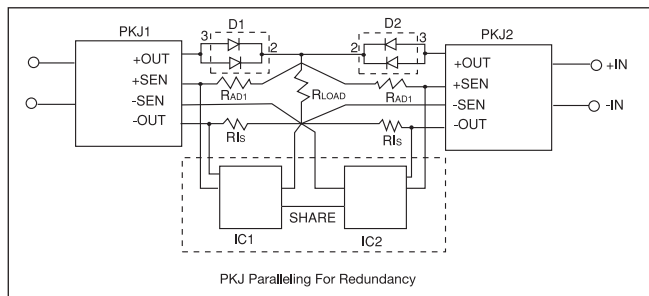 D1
D2
PKJ1
PKJ2
3
2
2
3
+OUT
+SEN
-SEN
-OUT
+OUT
+SEN
-SEN
-OUT
+IN
-IN
RAD1
RLOAD
RAD1
RIS
RIS
SHARE
IC1
IC2
PKJ Paralleling For Redundancy